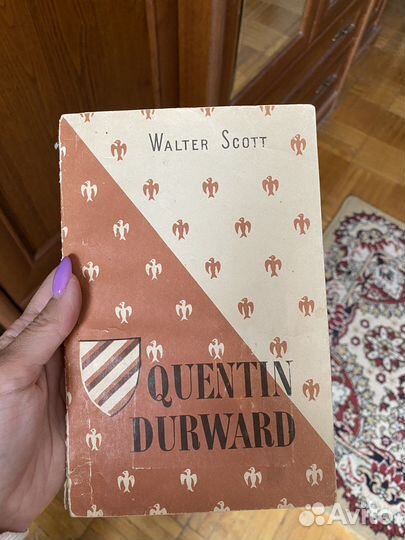 WALTER SCOTT
QUENTIN
DURWARD
Avito